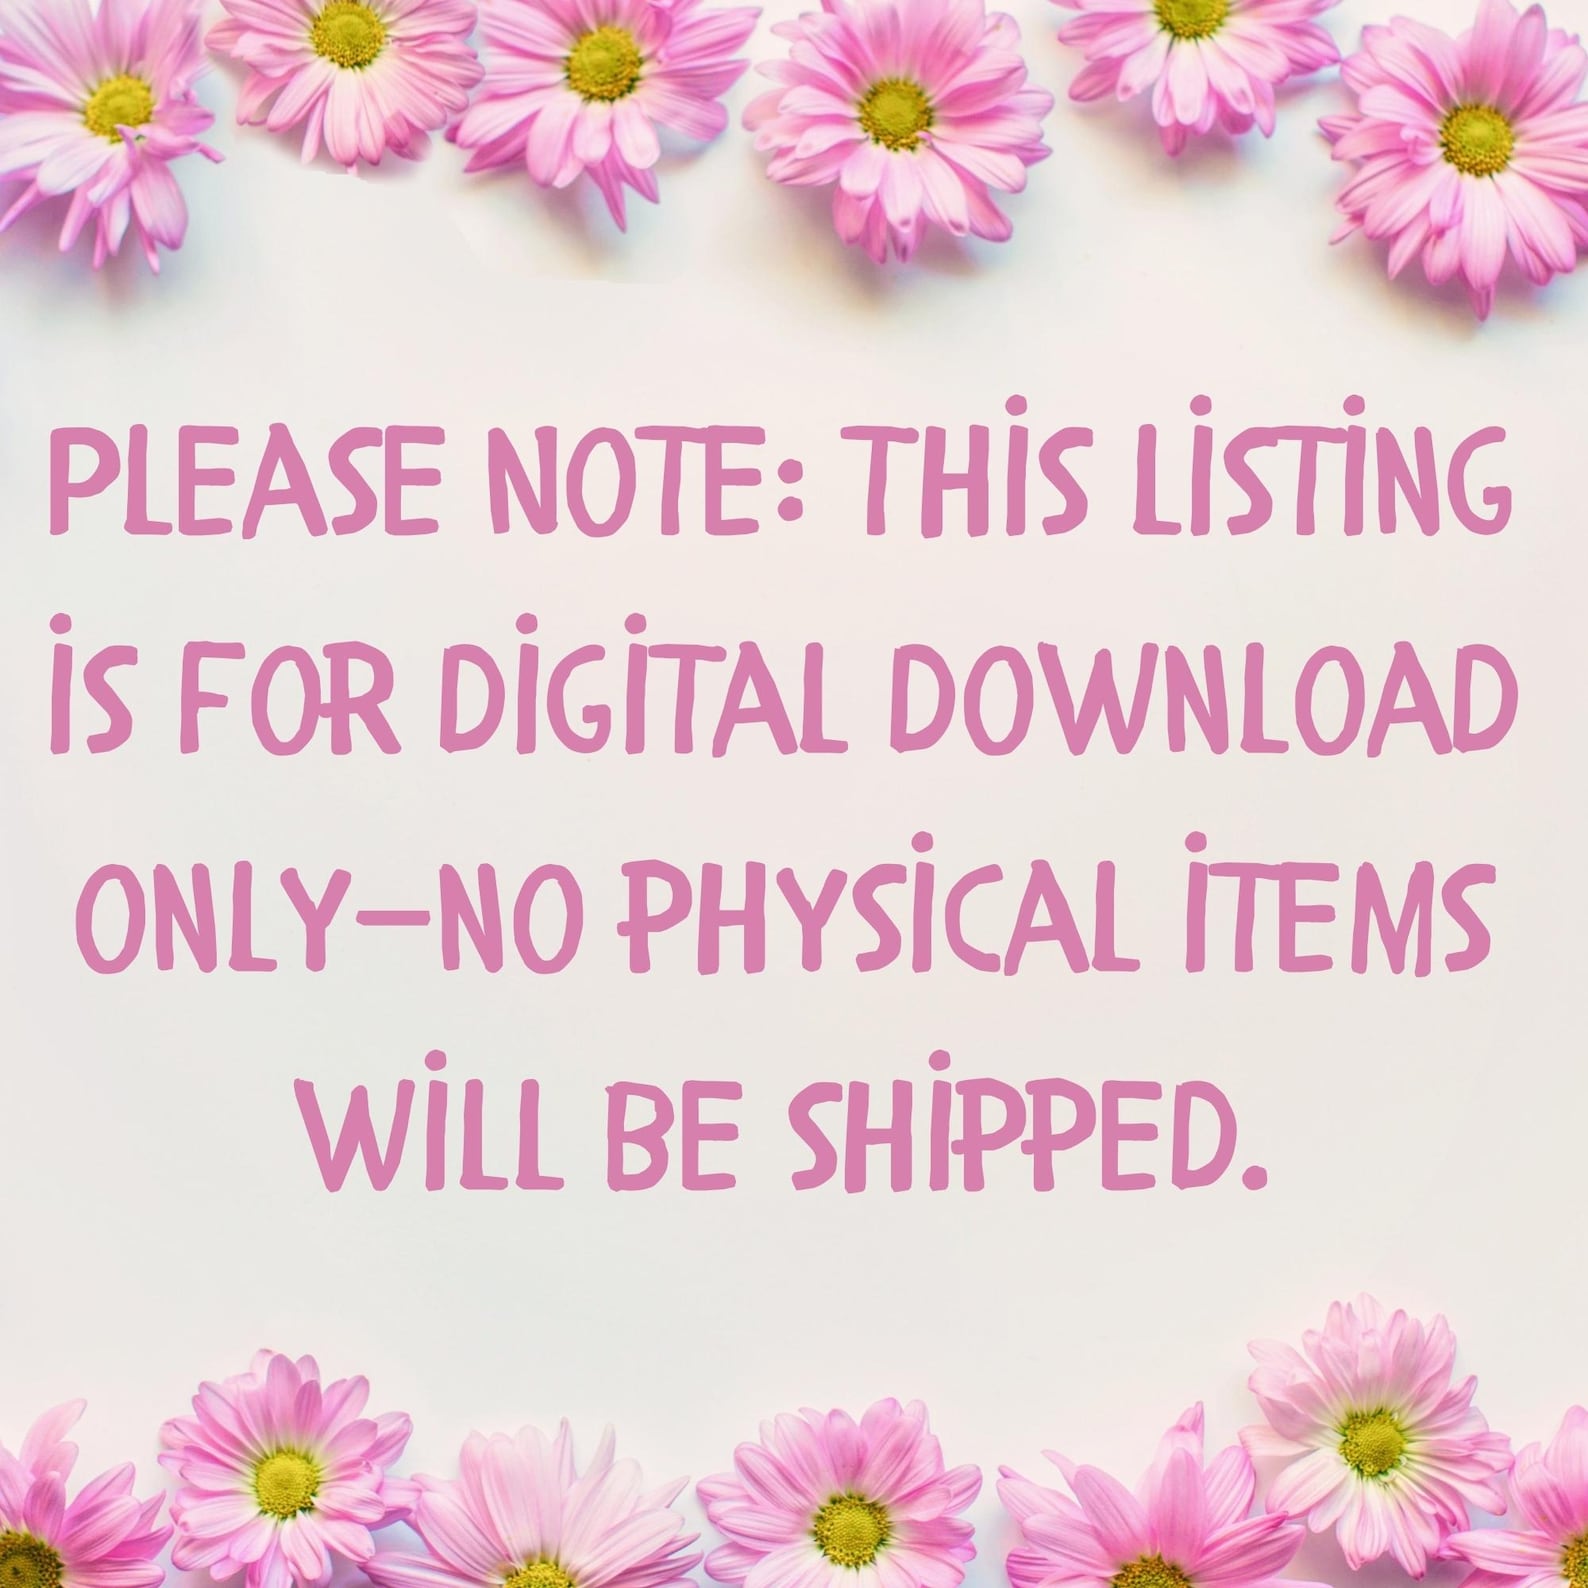 PLEASE NOTE: THIS LISTING
IS FOR DIGITAL DOWNLOAD
ONLY—NO PHYSICAL ITEMS
WILL BE SHIPPED.